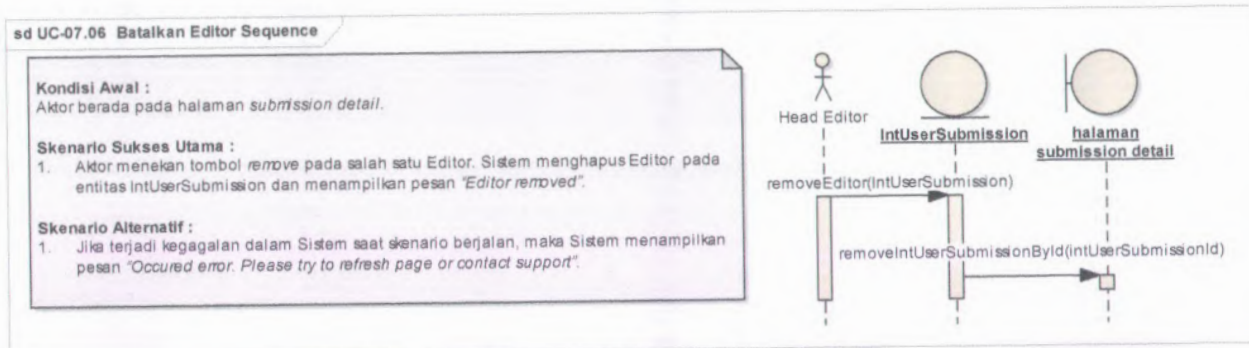 sd UC-07.06 Batalkan Editor Sequence
Kondisi Awal :
Aktor berada pada halaman submission detail.
Skenario Sukses Utama :
1. Aktor menekan tombol remove pada salah satu Editor. Sistem menghapus Editor pada
entitas IntUserSubmission dan menampilkan pesan "Editor removed".
Skenario Alternatif :
1. Jika terjadi kegagalan dalam Sistem saat skenario berjalan, maka Sistem menampilkan
pesan "Occured error. Please try to refresh page or contact support".
Head Editor
IntUserSubmission
halaman
submission detail
removeEditor(IntUserSubmission)
removeIntUserSubmissionById(intUserSubmissionId)